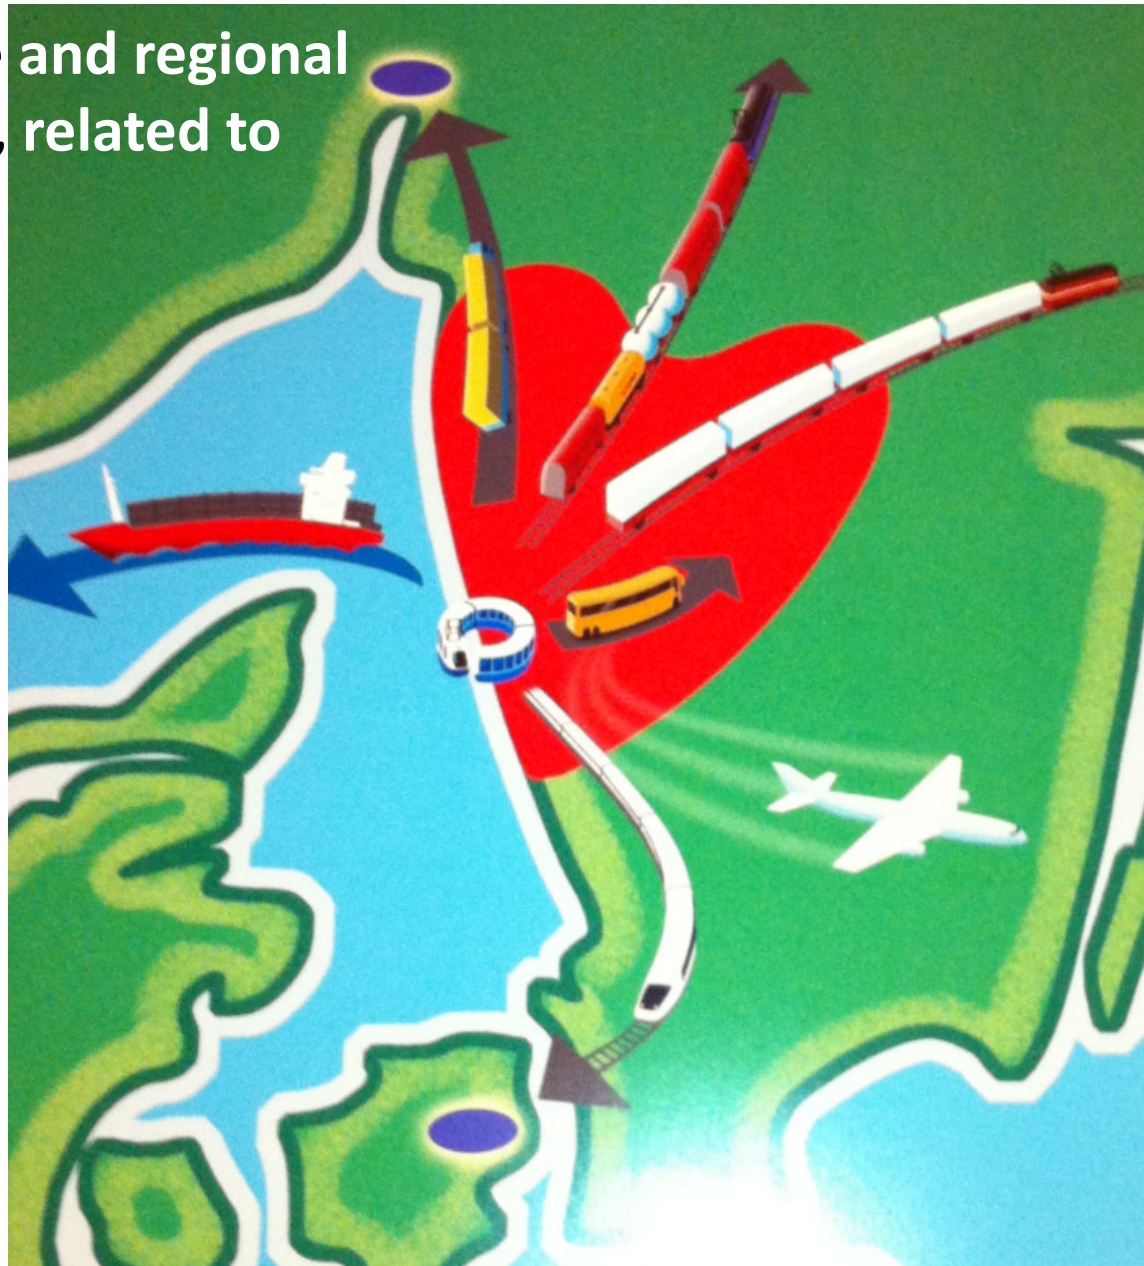 and regional
, related to